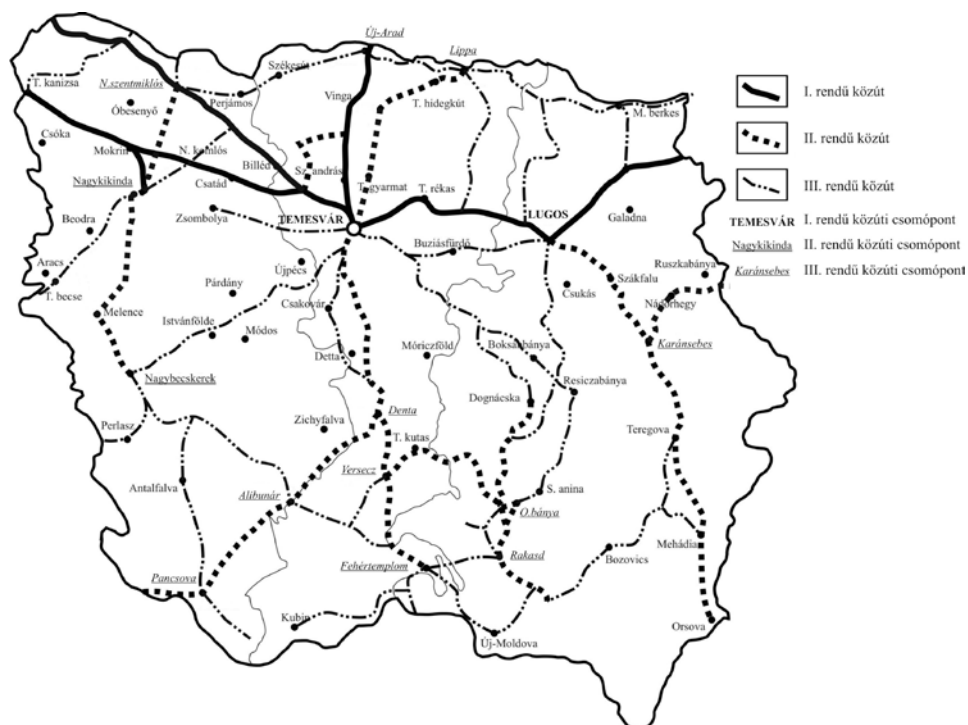 Új-Arad
Lippa
Székesút
T. kanizsa
N.szentmiklós
Vinga
T. hidegkút
Perjámos
Óbesenyő
M. berkes
Csóka
Mokrin
N. komlós
Billéd
Sz. andrás
Csatád
T.gyarmat
T. rékas
Nagykikinda
Zsombolya
TEMESVÁR
LUGOS
Galadna
Beodra
Buziásfürdő
Aracs
Újpécs
Szákfalu
Ruszkabánya
T. becse
Párdány
Csukás
Nádorhegy
Melence
Csakovár
Istvánfölde
Módos
Karánsebes
Detta
Móriczföld
Boksánbánya
Nagybecskerek
Resiczabánya
Dognácska
Perlasz
Zichyfalva
Denta
Teregova
T. kutas
Versecz
Antalfalva
Alibunár
S. anina
O.bánya
Mehádia
Pancsova
Fehértemplom
Rakasd
Bozovics
Kubin
Új-Moldova
Orsova
I. rendű közút
II. rendű közút
III. rendű közút
TEMESVÁR I. rendű közúti csomópont
Nagykikinda II. rendű közúti csomópont
Karánsebes III. rendű közúti csomópont